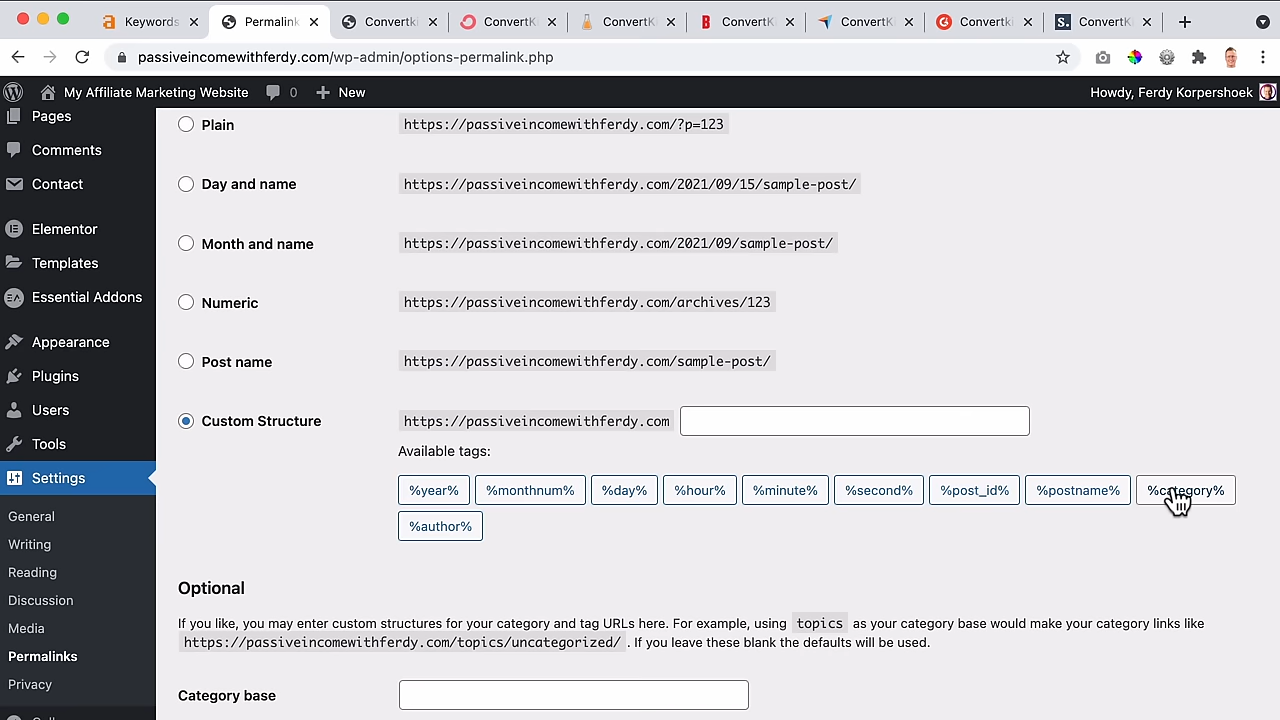 Keywords
Permalink
Convertki
ConvertK
ConvertK
ConvertK
ConvertK
Convertki
ConvertK
passiveincomewithferdy.com/wp-admin/options-permalink.php
My Affiliate Marketing Website 0 New Howdy, Ferdy Korpershoek
Pages
Comments
Contact
Elementor
Templates
Essential Addons
Appearance
Plugins
Users
Tools
Settings
General
Writing
Reading
Discussion
Media
Permalinks
Privacy
Plain https://passiveincomewithferdy.com/?p=123
Day and name https://passiveincomewithferdy.com/2021/09/15/sample-post/
Month and name https://passiveincomewithferdy.com/2021/09/sample-post/
Numeric https://passiveincomewithferdy.com/archives/123
Post name https://passiveincomewithferdy.com/sample-post/
Custom Structure https://passiveincomewithferdy.com
Available tags:
%year% %monthnum% %day% %hour% %minute% %second% %post_id% %postname% %category%
%author%
Optional
If you like, you may enter custom structures for your category and tag URLs here. For example, using topics as your category base would make your category links like
https://passiveincomewithferdy.com/topics/uncategorized/ . If you leave these blank the defaults will be used.
Category base